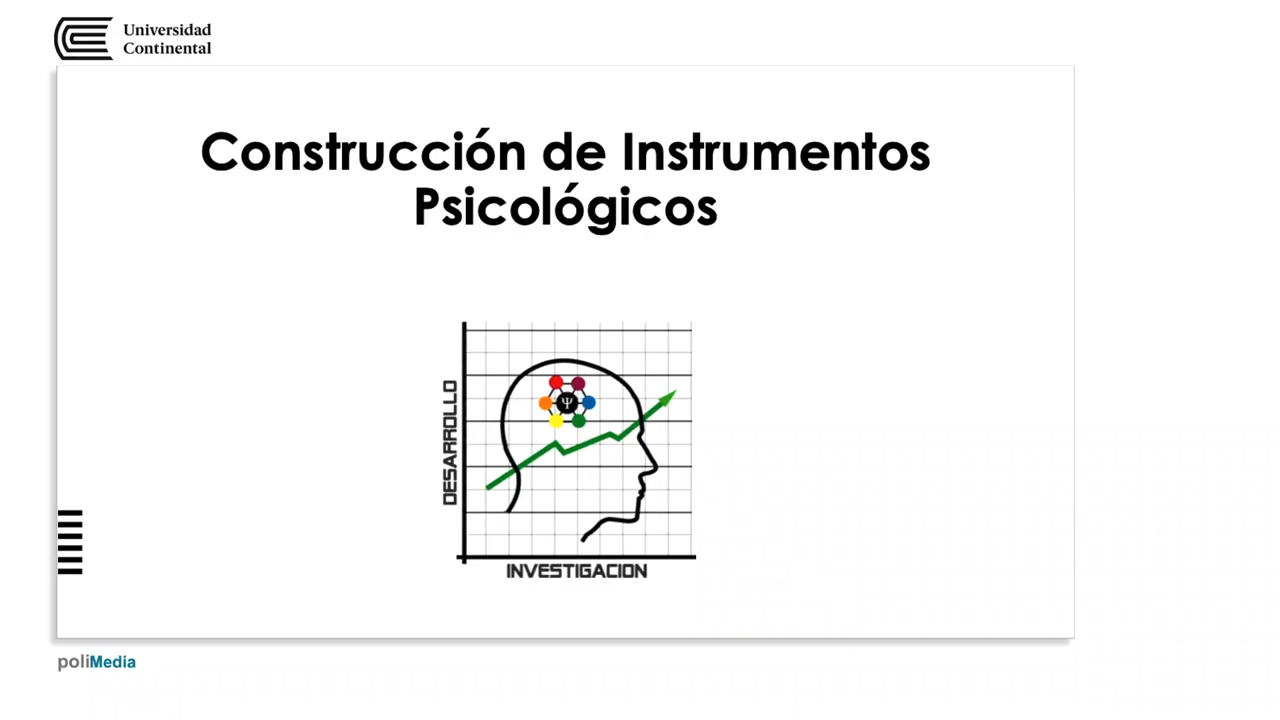 Universidad
Continental
Construcción de Instrumentos
Psicológicos
DESARROLLO
Ψ
INVESTIGACION
poliMedia